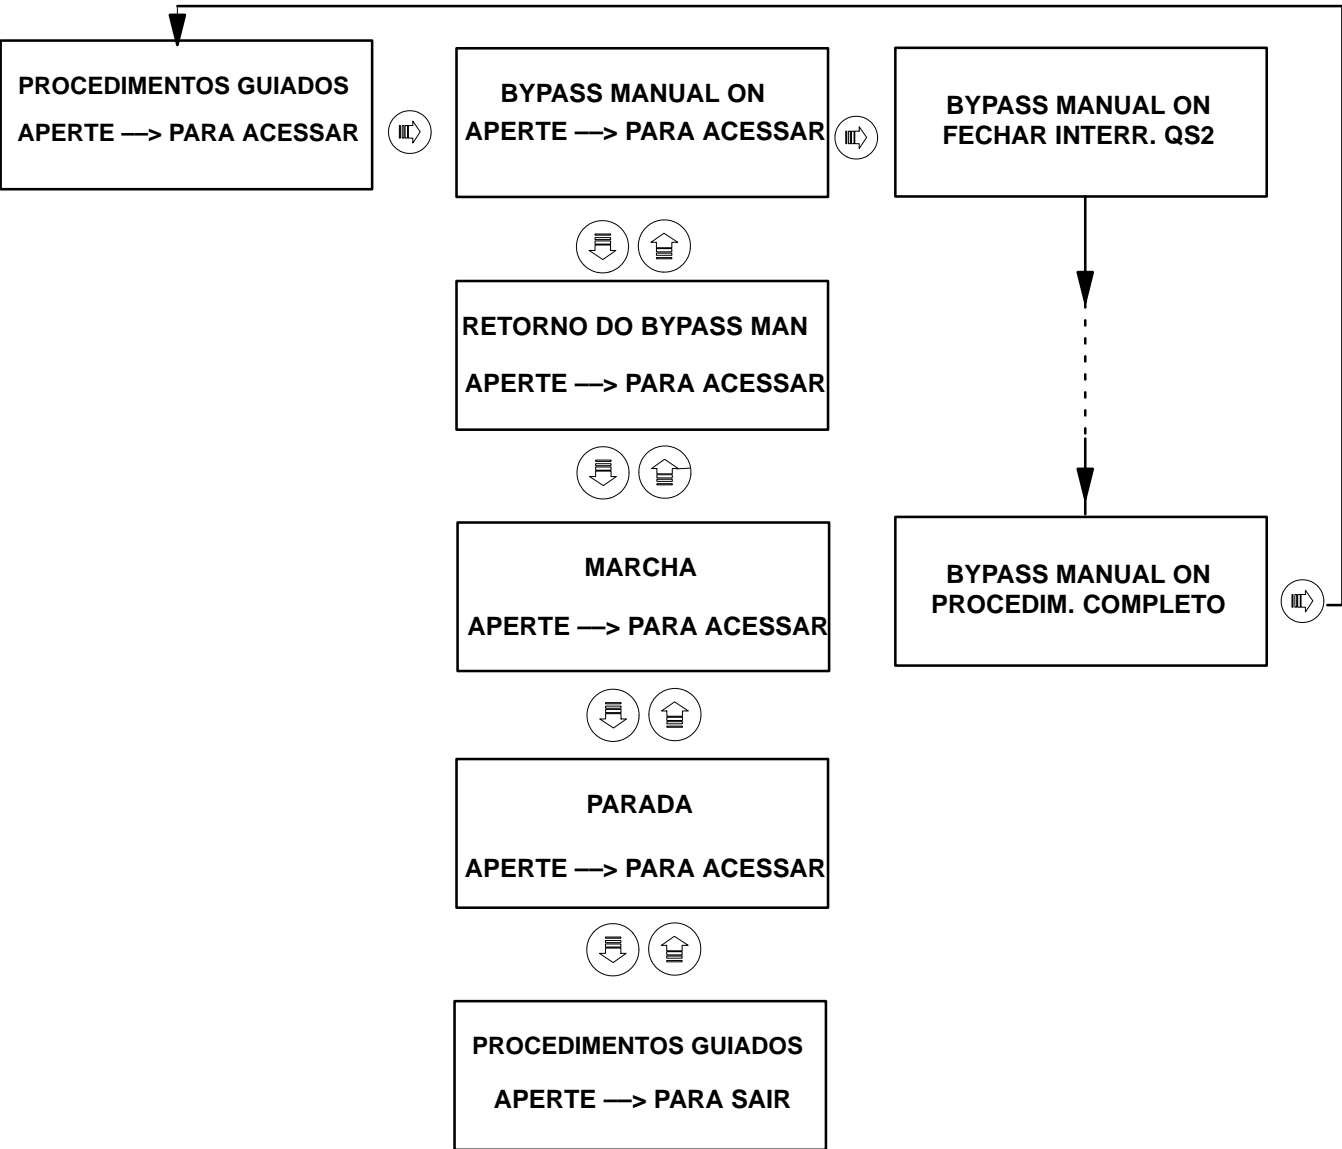 PROCEDIMENTOS GUIADOS
APERTE —> PARA ACESSAR
BYPASS MANUAL ON
APERTE —> PARA ACESSAR
BYPASS MANUAL ON
FECHAR INTERR. QS2
RETORNO DO BYPASS MAN
APERTE —> PARA ACESSAR
MARCHA
APERTE —> PARA ACESSAR
BYPASS MANUAL ON
PROCEDIM. COMPLETO
PARADA
APERTE —> PARA ACESSAR
PROCEDIMENTOS GUIADOS
APERTE —> PARA SAIR